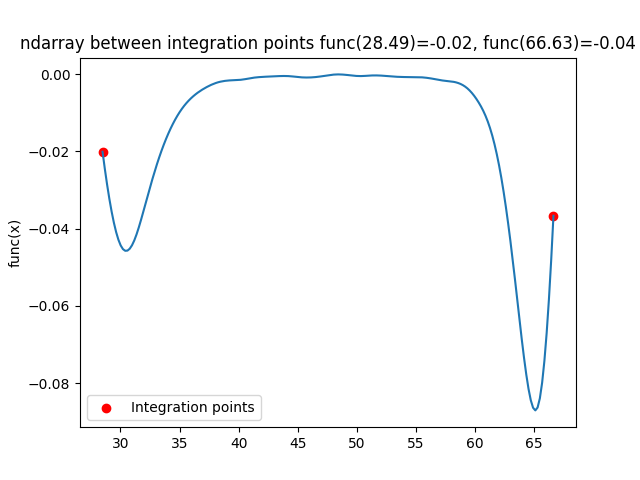 ndarray between integration points func(28.49)=-0.02, func(66.63)=-0.04
0.00
−0.02
−0.04
−0.06
−0.08
func(x)
Integration points
30 35 40 45 50 55 60 65